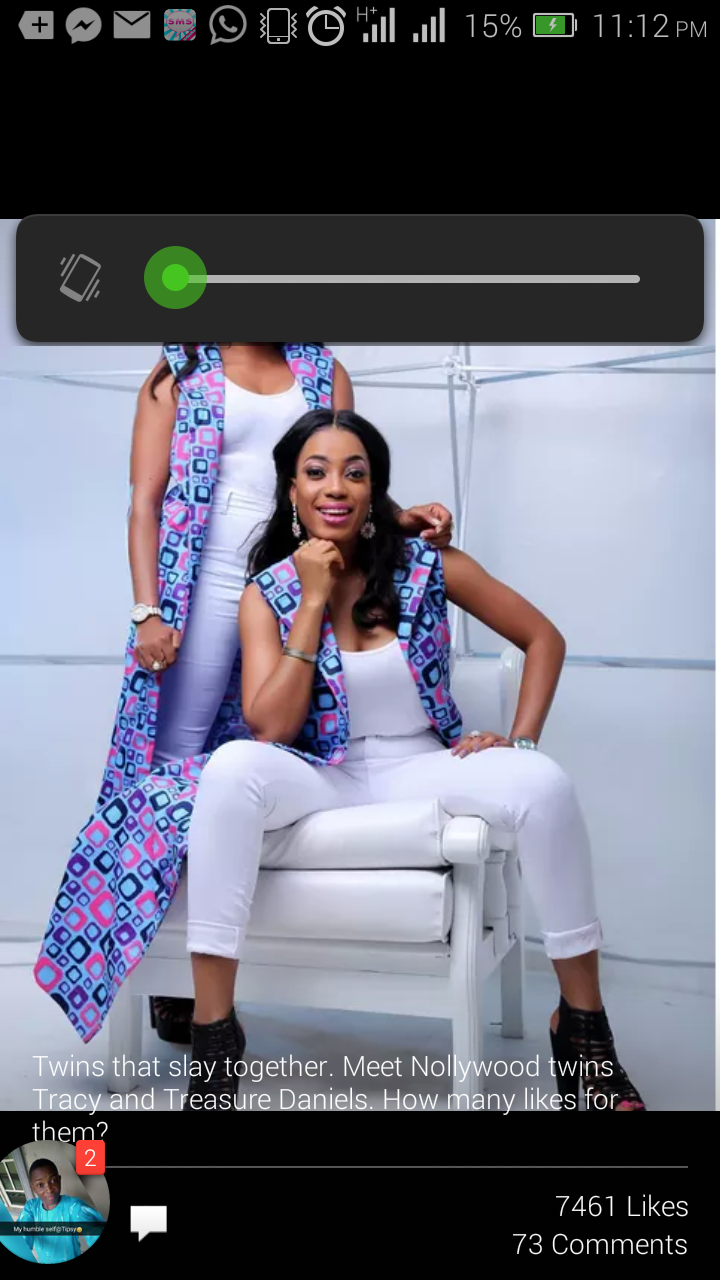 SMS
H+
15%
11:12 PM
Twins that slay together. Meet Nollywood twins
Tracy and Treasure Daniels. How many likes for
them?
2
My humble self@Tipsy
7461 Likes
73 Comments